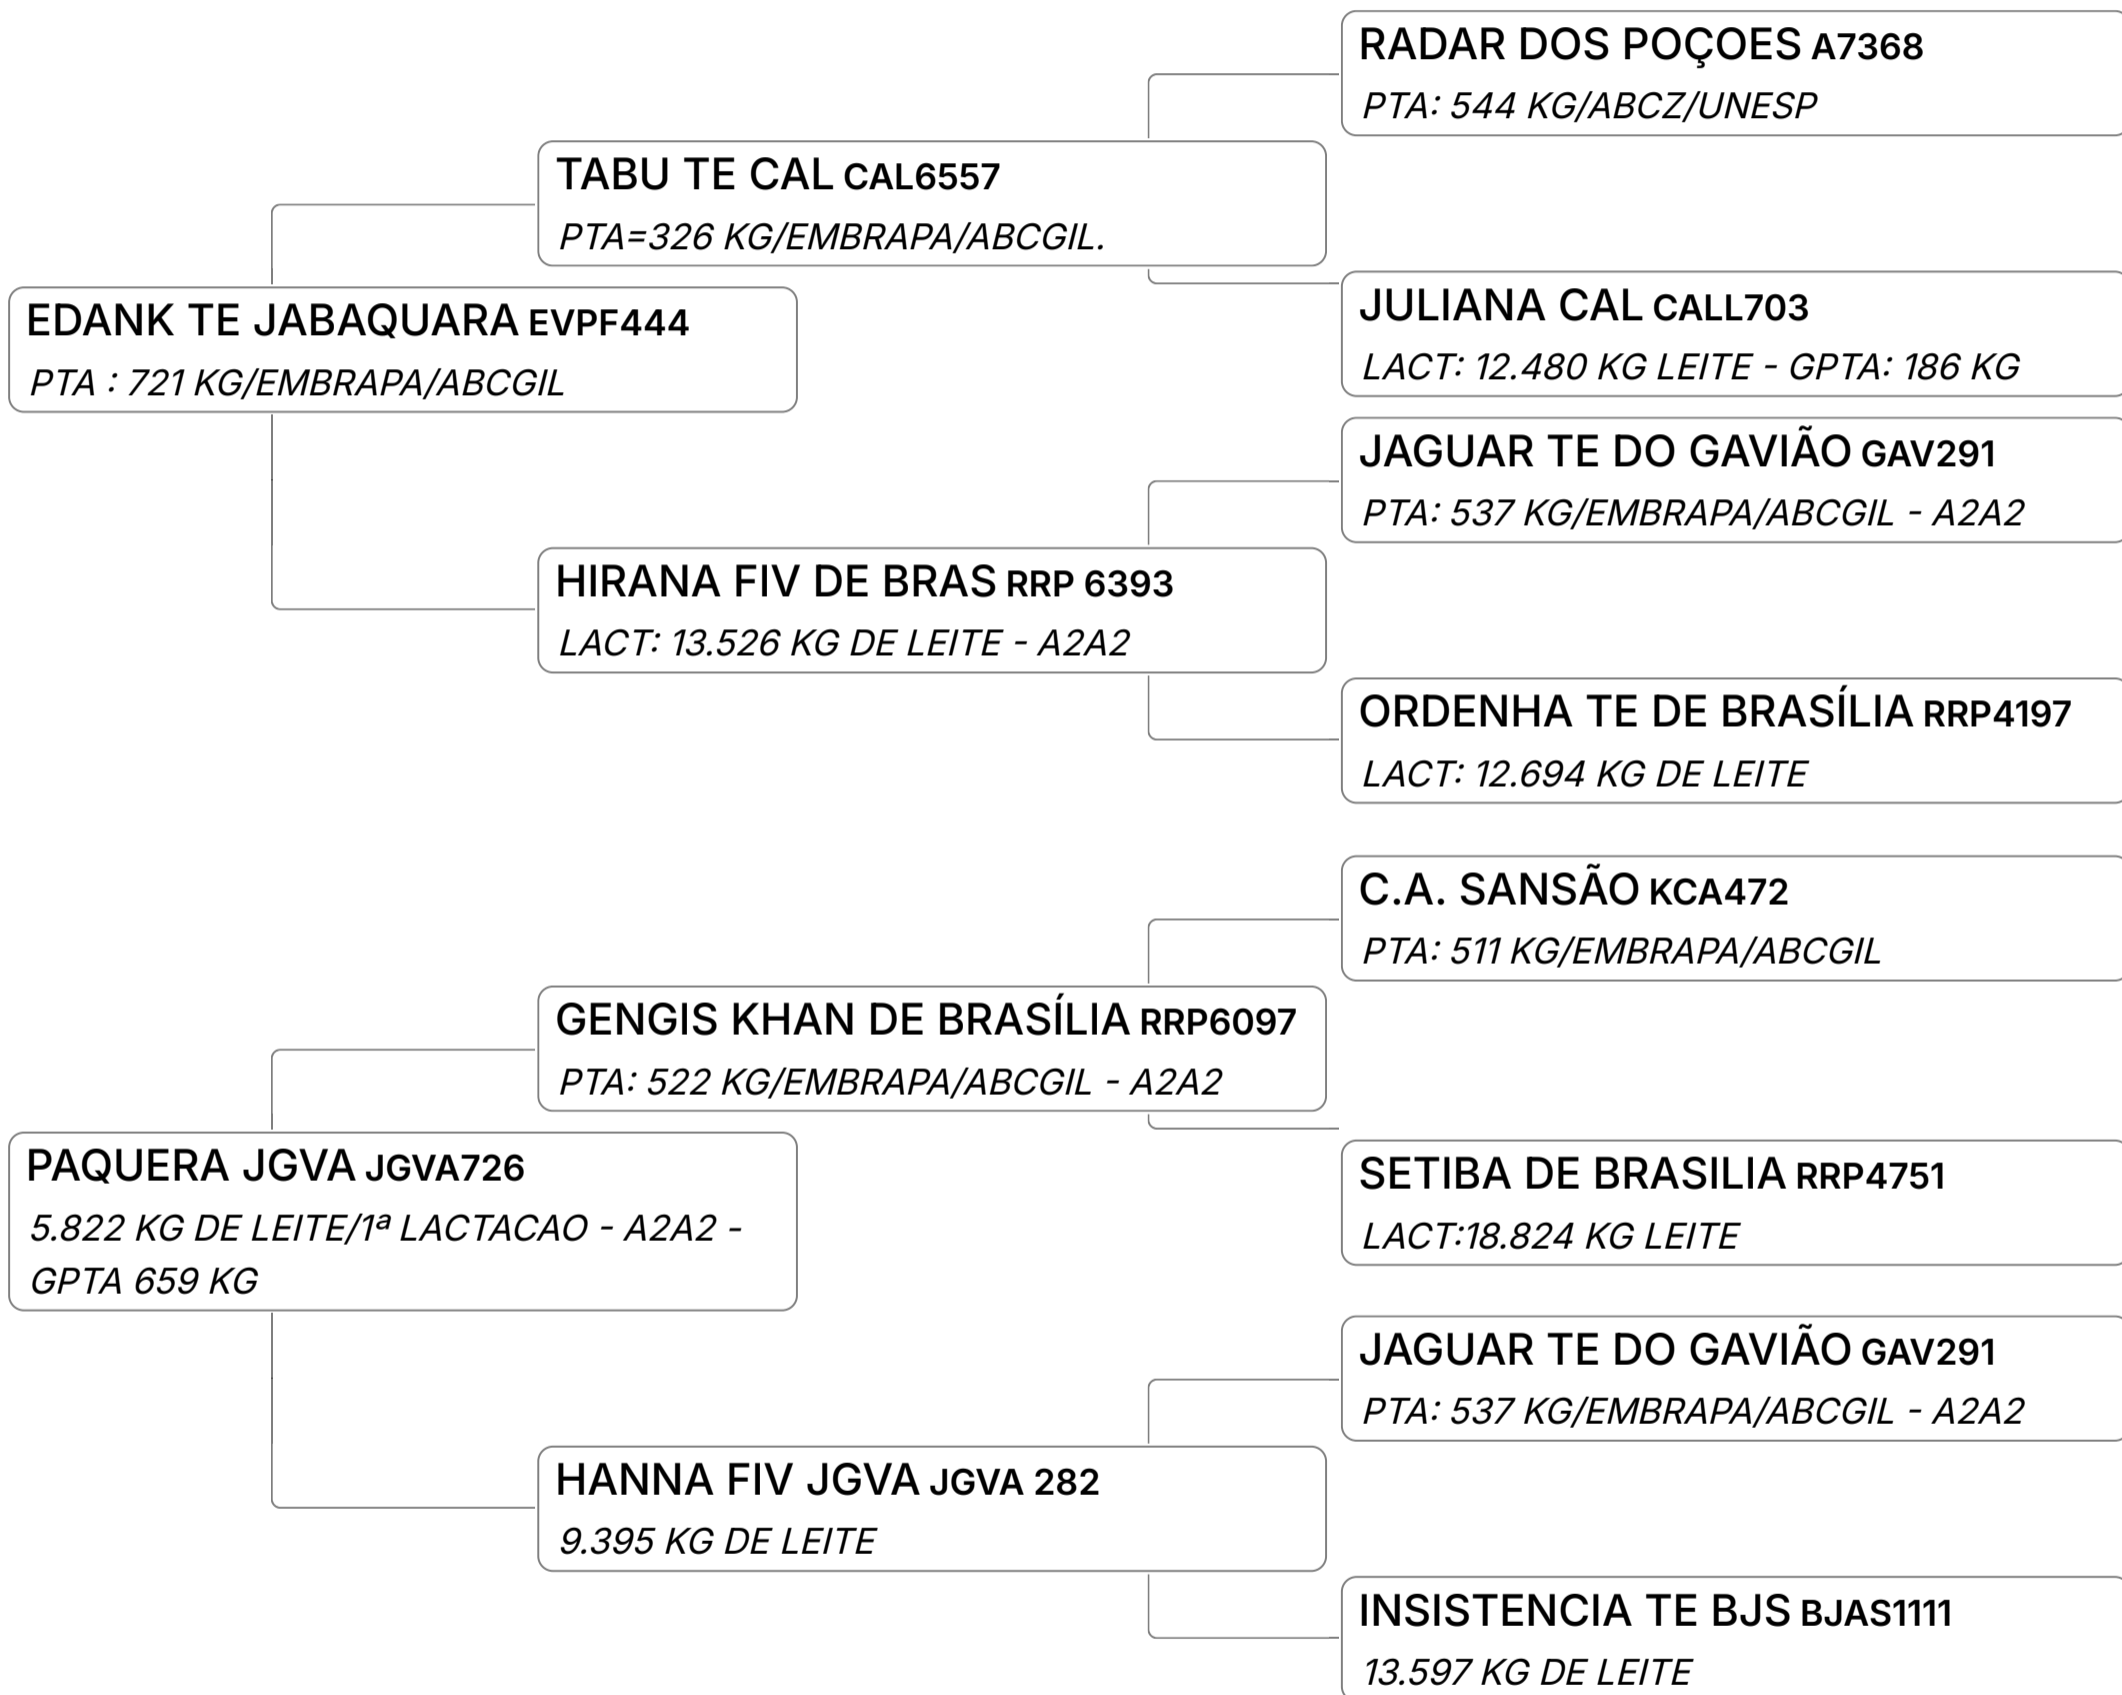 RADAR DOS POÇOES A7368
PTA: 544 KG/ABCZ/UNESP
TABU TE CAL CAL6557
PTA=326 KG/EMBRAPA/ABCGIL.
JULIANA CAL CALL703
LACT: 12.480 KG LEITE - GPTA: 186 KG
EDANK TE JABAQUARA EVPF444
PTA : 721 KG/EMBRAPA/ABCGIL
JAGUAR TE DO GAVIÃO GAV291
PTA: 537 KG/EMBRAPA/ABCGIL - A2A2
HIRANA FIV DE BRAS RRP 6393
LACT: 13.526 KG DE LEITE - A2A2
ORDENHA TE DE BRASÍLIA RRP4197
LACT: 12.694 KG DE LEITE
C.A. SANSÃO KCA472
PTA: 511 KG/EMBRAPA/ABCGIL
GENGIS KHAN DE BRASÍLIA RRP6097
PTA: 522 KG/EMBRAPA/ABCGIL - A2A2
SETIBA DE BRASILIA RRP4751
LACT:18.824 KG LEITE
PAQUERA JGVA JGVA726
5.822 KG DE LEITE/1ª LACTACAO - A2A2 -
GPTA 659 KG
JAGUAR TE DO GAVIÃO GAV291
PTA: 537 KG/EMBRAPA/ABCGIL - A2A2
HANNA FIV JGVA JGVA 282
9.395 KG DE LEITE
INSISTENCIA TE BJS BJAS1111
13.597 KG DE LEITE